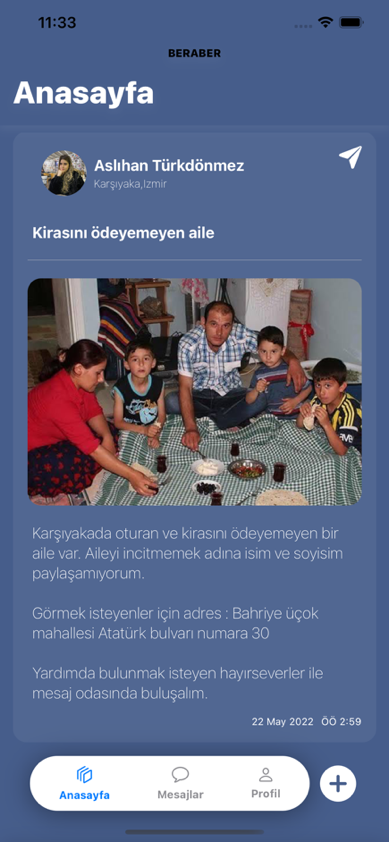 11:33
BERABER
Anasayfa
Aslıhan Türkdönmez
Karşıyaka,Izmir
Kirasını ödeyemeyen aile
Karşıyakada oturan ve kirasını ödeyemeyen bir
aile var. Aileyi incitmemek adına isim ve soyisim
paylaşamıyorum.
Görmek isteyenler için adres : Bahriye üçok
mahallesi Atatürk bulvarı numara 30
Yardımda bulunmak isteyen hayırseverler ile
mesaj odasında buluşalım.
22 May 2022 ÖÖ 2:59
Anasayfa
Mesajlar
Profil